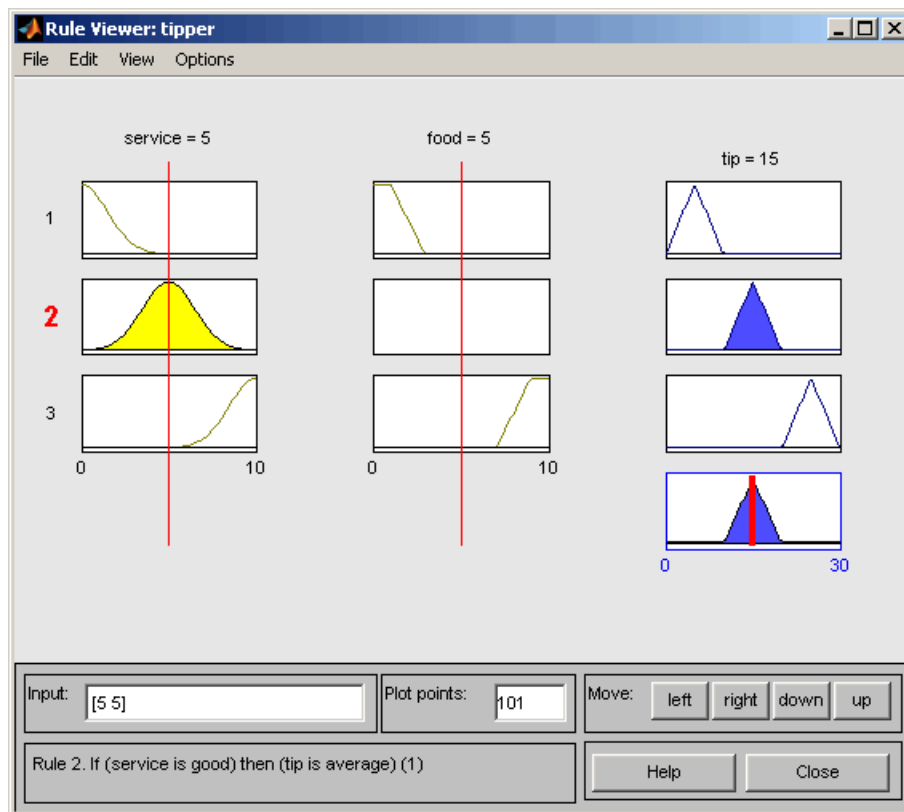 Rule Viewer: tipper
File Edit View Options
service = 5
food = 5
tip = 15
1
2
3
0 10
0 10
0 30
Input: [5 5]
Plot points: 101
Move: left right down up
Rule 2. If (service is good) then (tip is average) (1)
Help Close